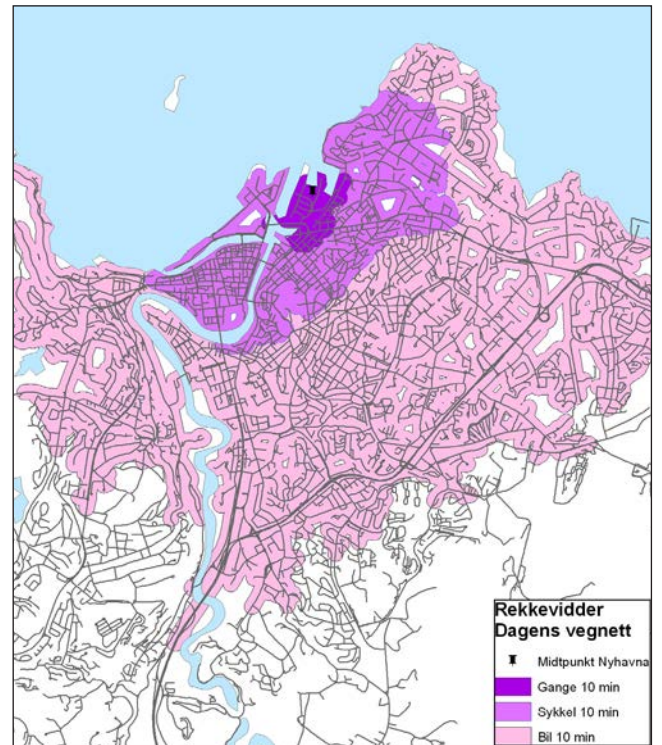 Rekkevidder
Dagens vegnett
Midtpunkt Nyhavna
Gange 10 min
Sykkel 10 min
Bil 10 min